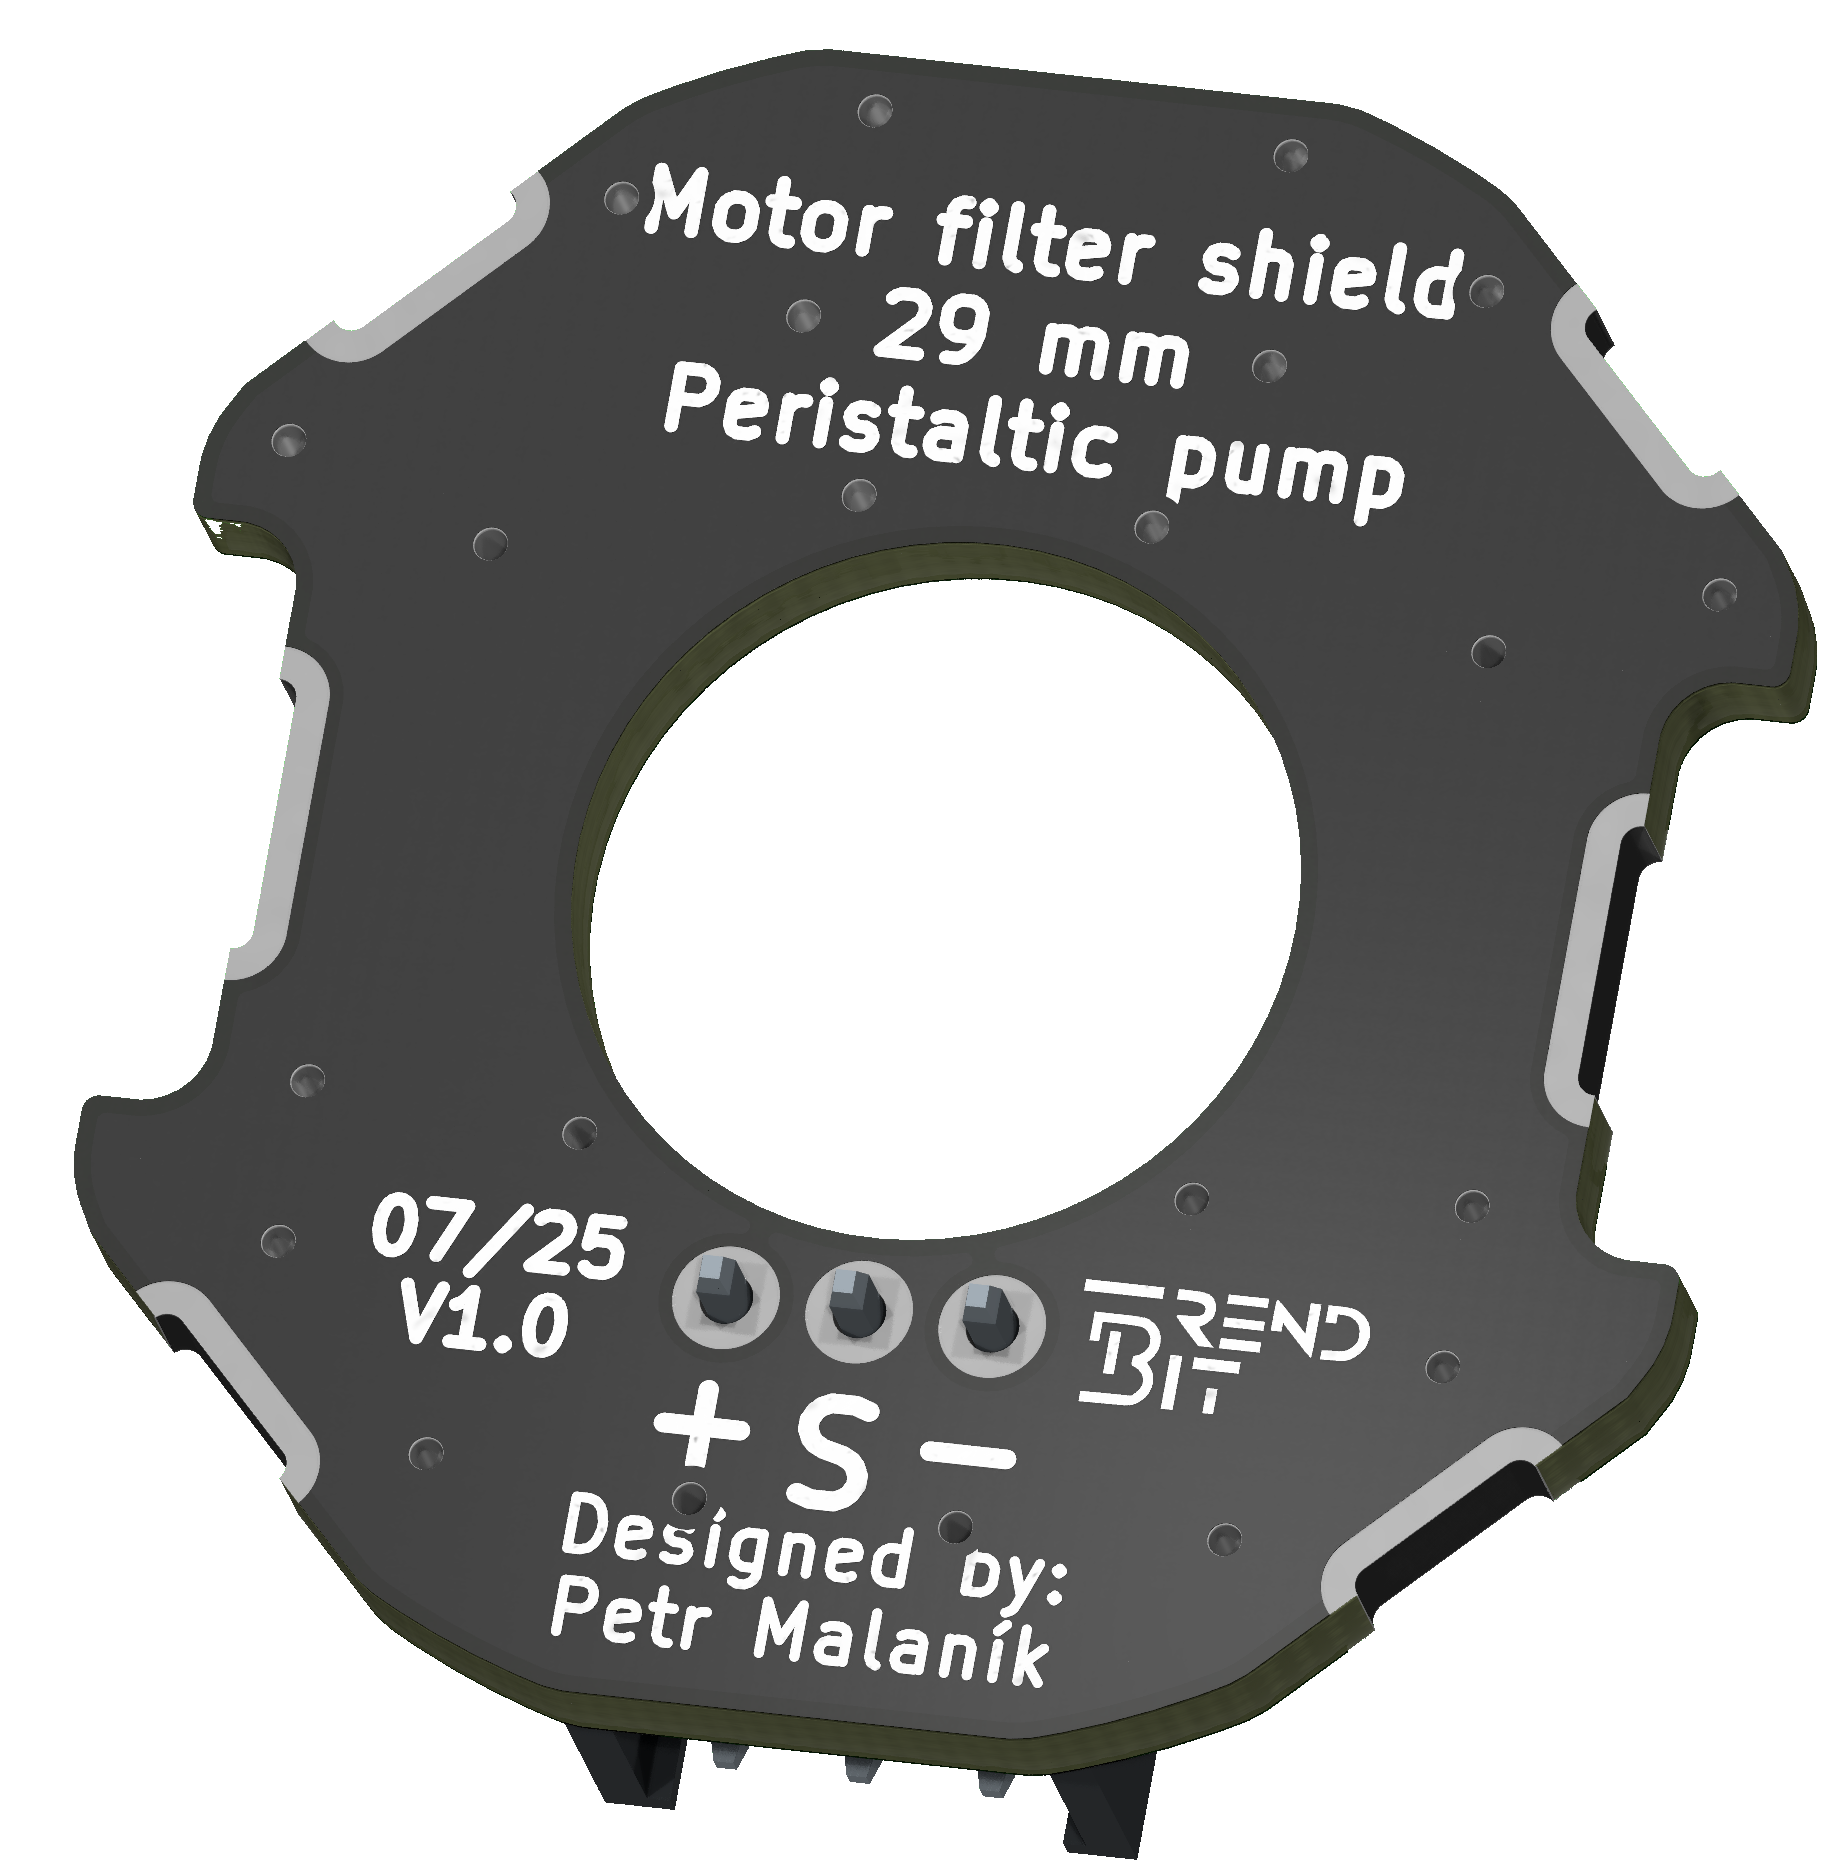 Motor filter shield
29 mm
Peristaltic pump
07/25
V1.0
TREND
BIT
+ S -
Designed by:
Petr Malaník